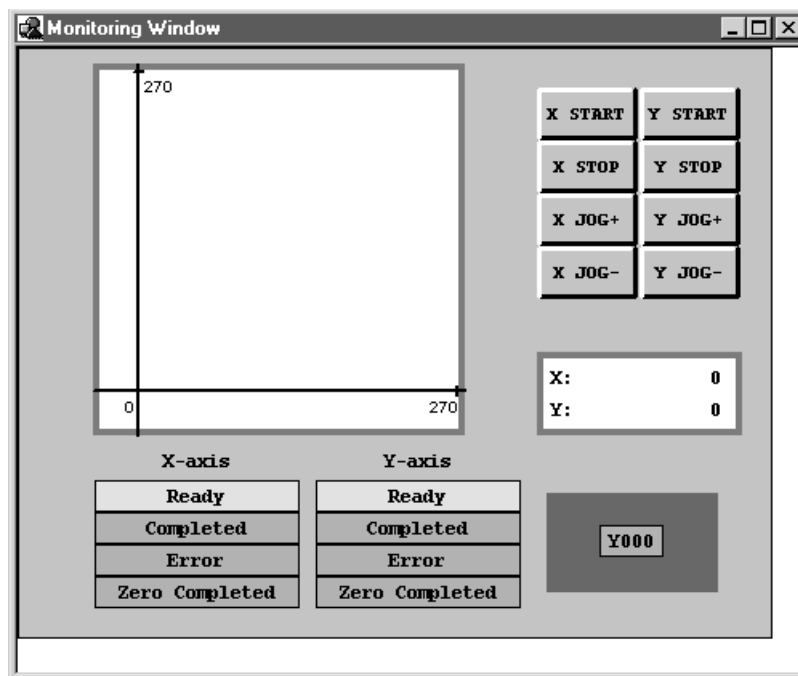 Monitoring Window
270
0
270
X START
Y START
X STOP
Y STOP
X JOG+
Y JOG+
X JOG-
Y JOG-
X: 0
Y: 0
X-axis
Y-axis
Ready
Ready
Completed
Completed
Error
Error
Zero Completed
Zero Completed
Y000